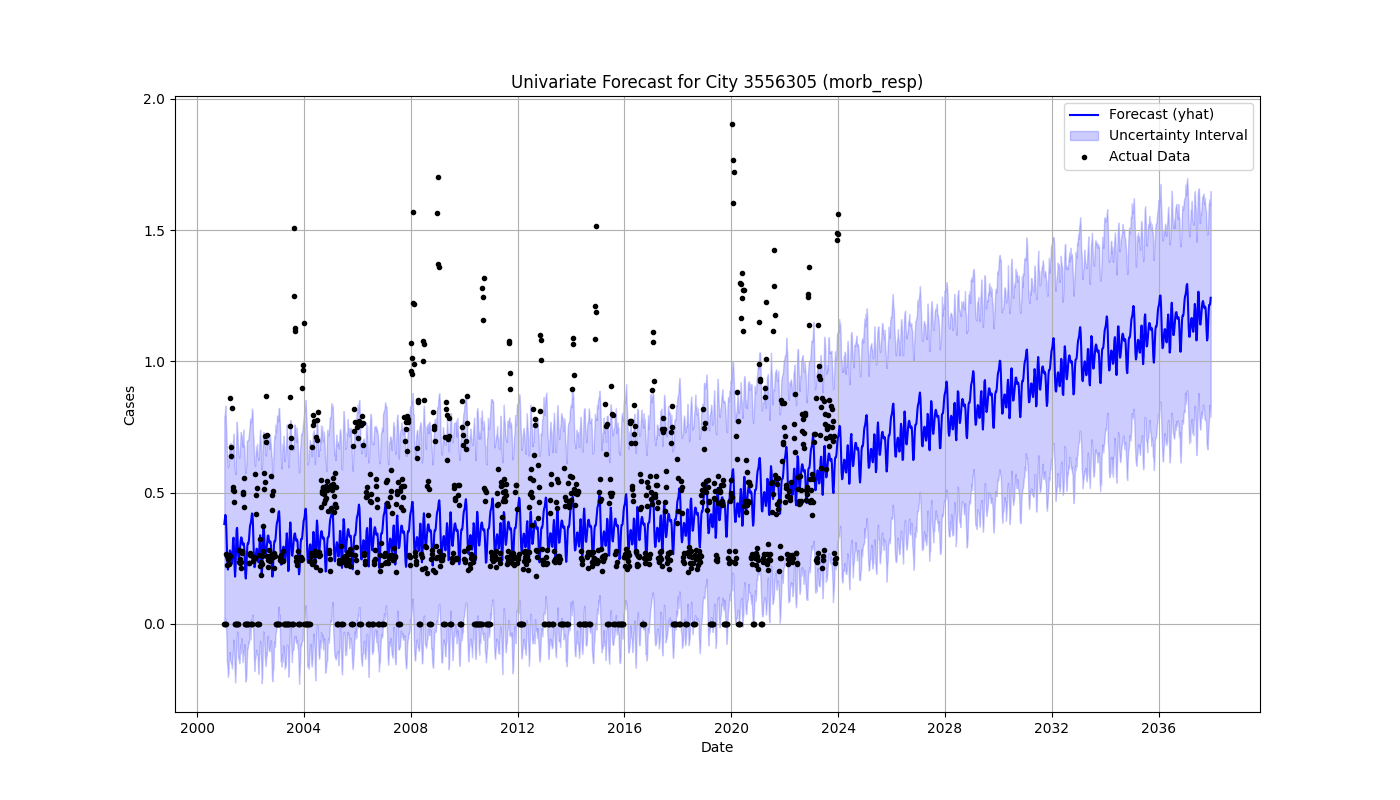 Univariate Forecast for City 3556305 (morb_resp)
Forecast (yhat)
Uncertainty Interval
Actual Data
Cases
2.0
1.5
1.0
0.5
0.0
2000 2004 2008 2012 2016 2020 2024 2028 2032 2036
Date